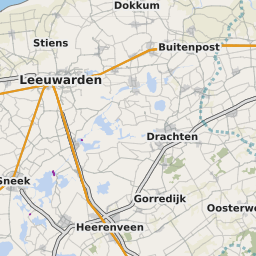 Dokkum
Stiens
Buitenpost
Leeuwarden
Drachten
Sneek
Gorredijk
Oosterwo
Heerenveen